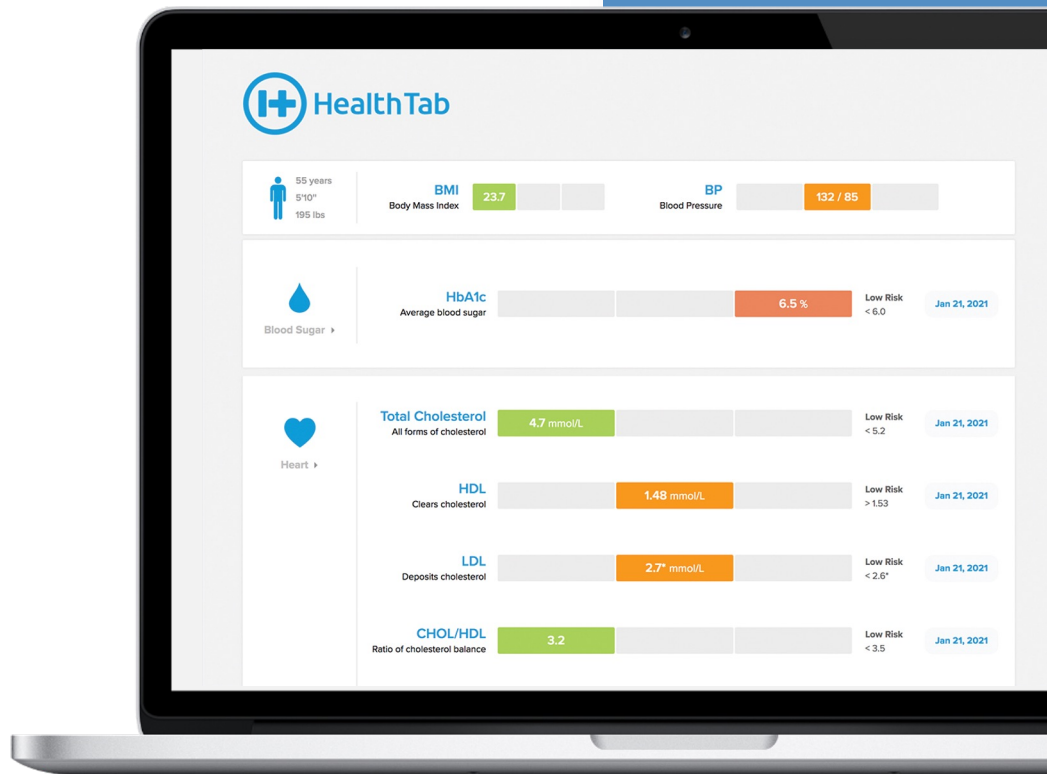 HealthTab
55 years
5'10"
195 lbs
BMI
Body Mass Index
23.7
BP
Blood Pressure
132 / 85
Blood Sugar
HbA1c
Average blood sugar
6.5 %
Low Risk
< 6.0
Jan 21, 2021
Heart
Total Cholesterol
All forms of cholesterol
4.7 mmol/L
Low Risk
< 5.2
Jan 21, 2021
HDL
Clears cholesterol
1.48 mmol/L
Low Risk
> 1.53
Jan 21, 2021
LDL
Deposits cholesterol
2.7* mmol/L
Low Risk
< 2.6*
Jan 21, 2021
CHOL/HDL
Ratio of cholesterol balance
3.2
Low Risk
< 3.5
Jan 21, 2021